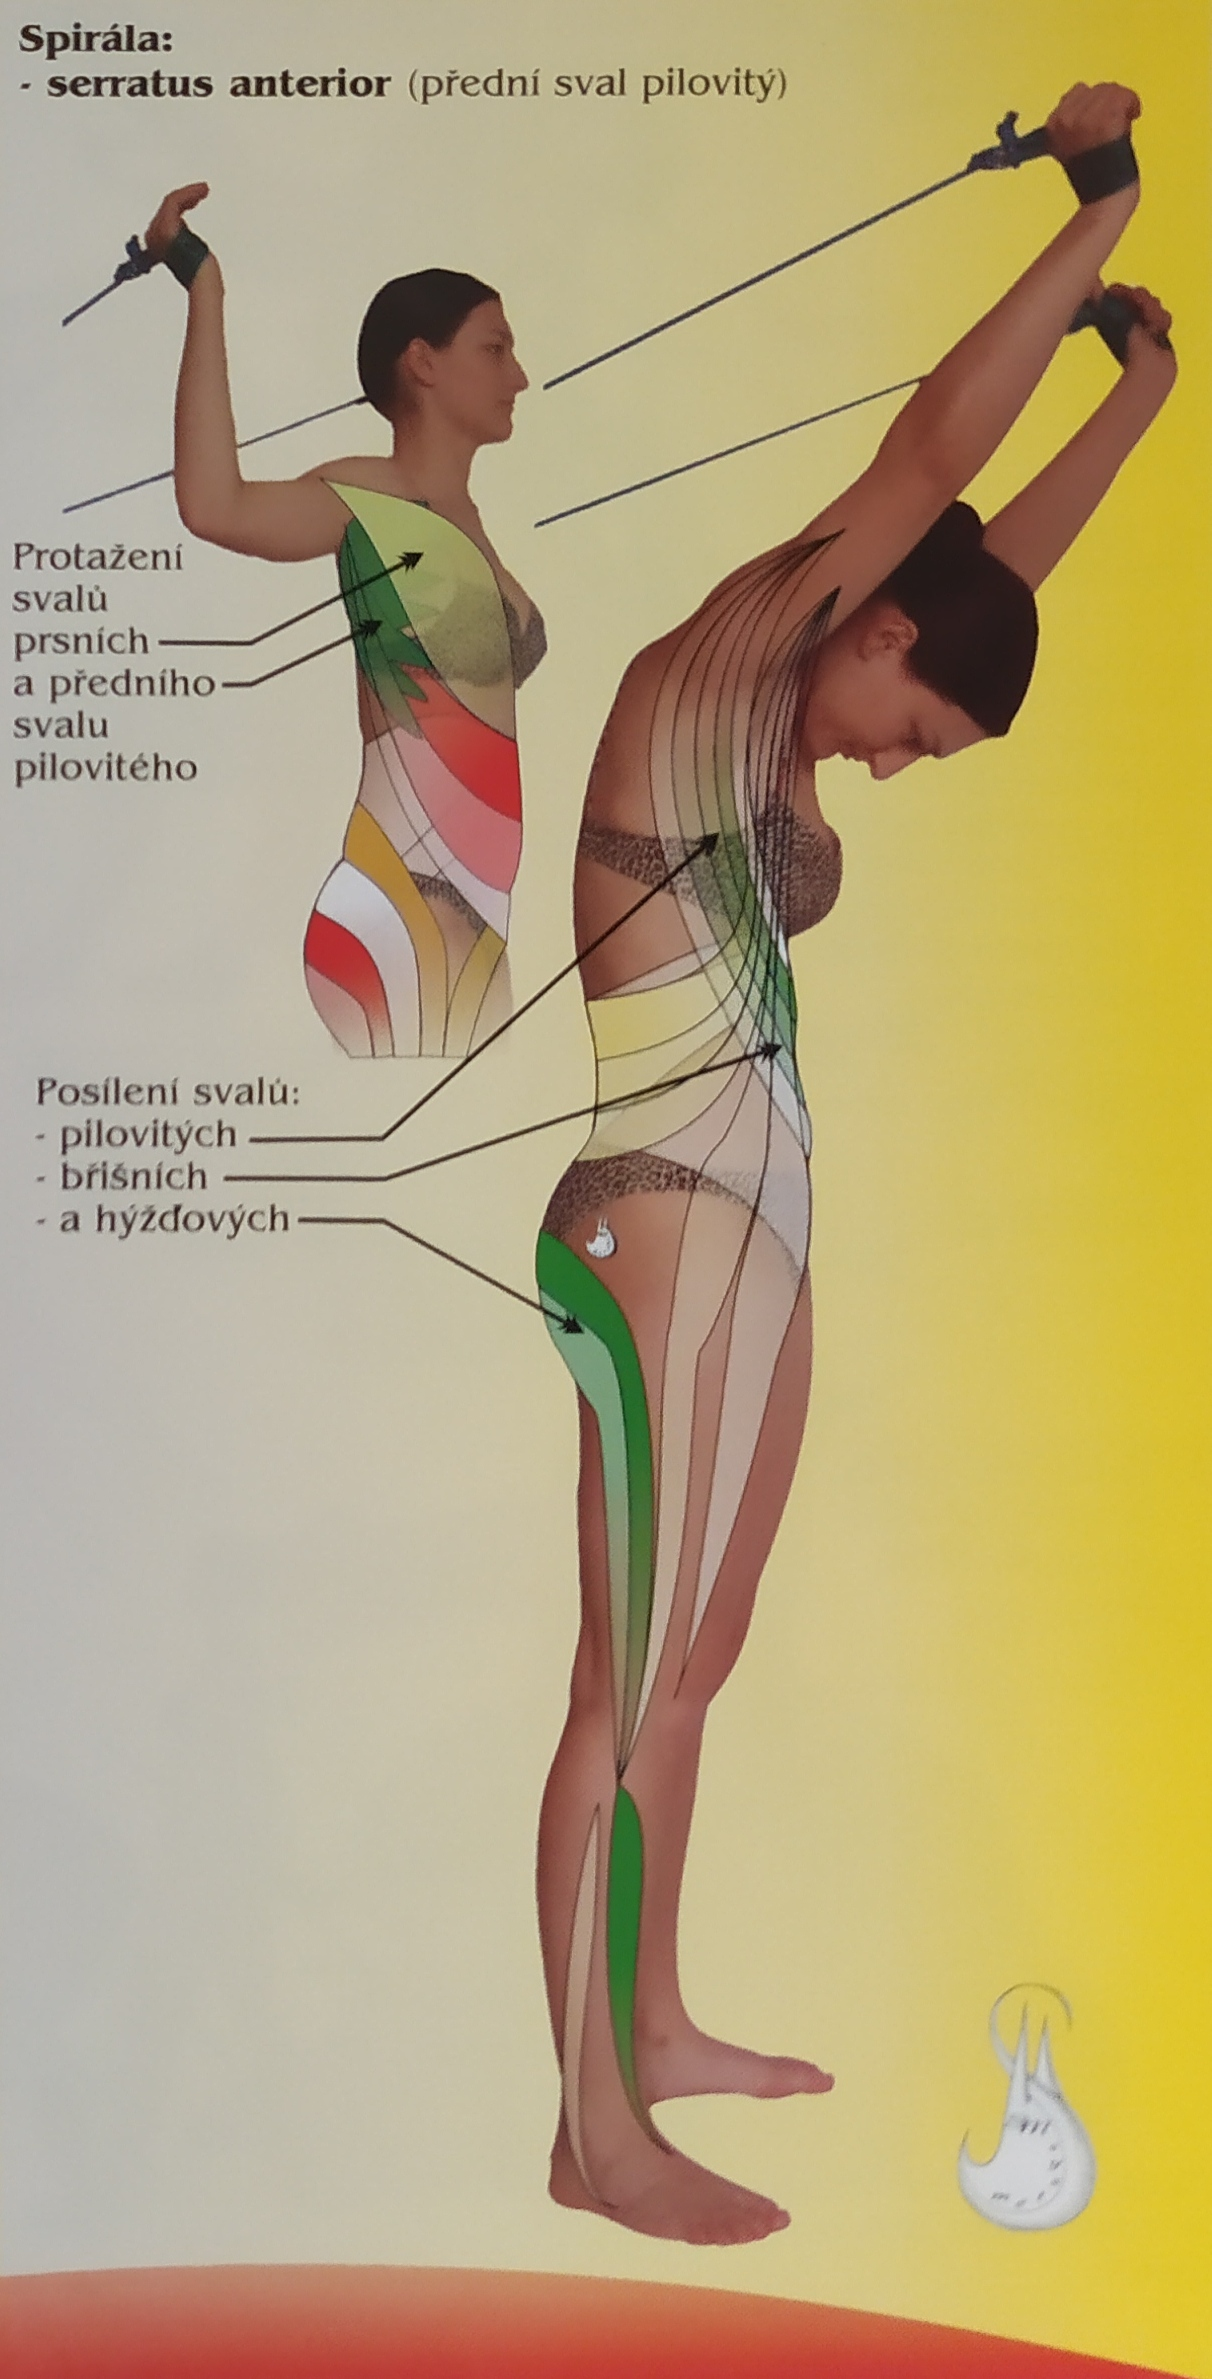 Spirála:
- serratus anterior (přední sval pilovitý)
Protažení
svalů
prsních
a předního
svalu
pilovitého
Posílení svalů:
- pilovitých
- břišních
- a hýžďových